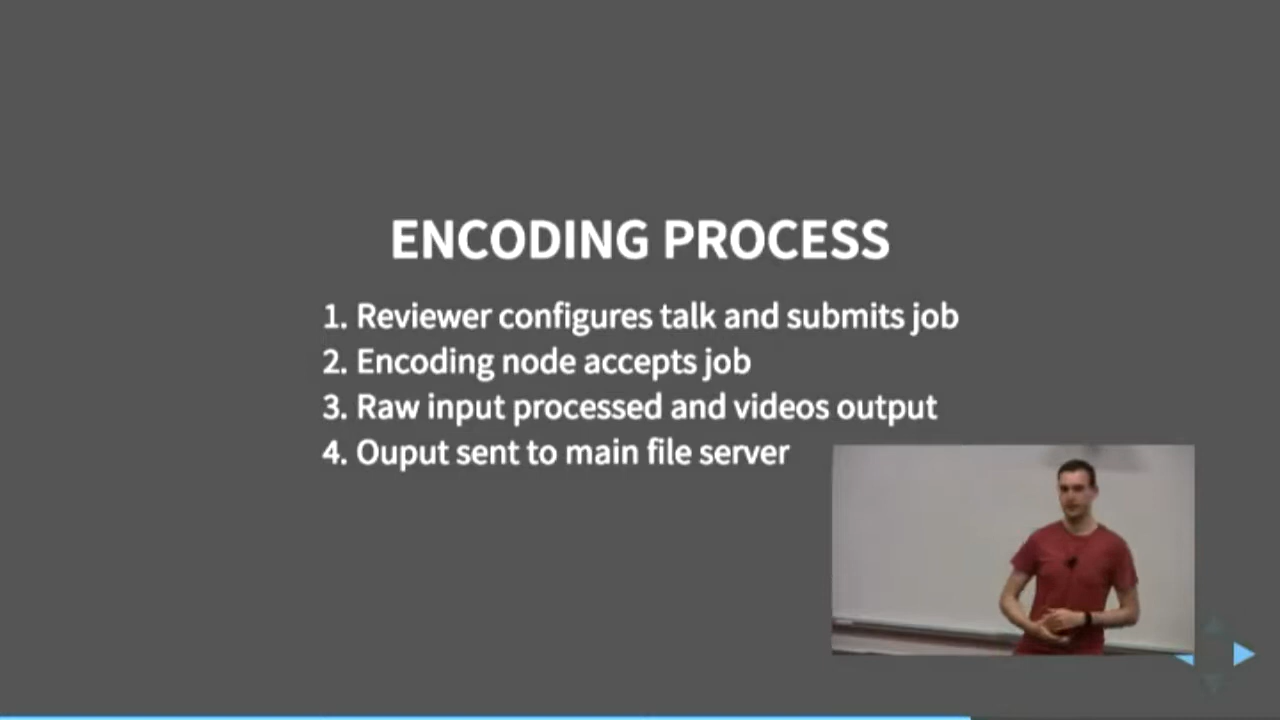 ENCODING PROCESS
1. Reviewer configures talk and submits job
2. Encoding node accepts job
3. Raw input processed and videos output
4. Ouput sent to main file server